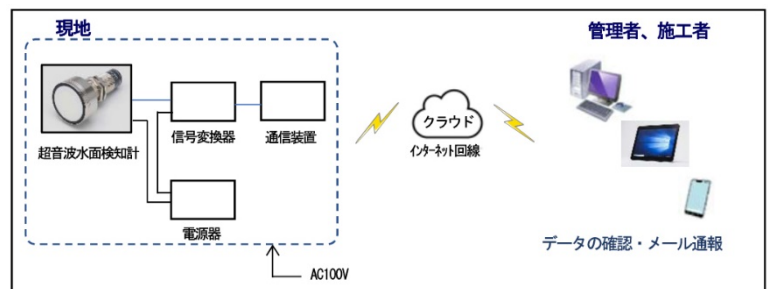 現地
管理者、施工者
超音波水面検知計
信号変換器
通信装置
電源器
AC100V
クラウド
インターネット回線
データの確認・メール通報